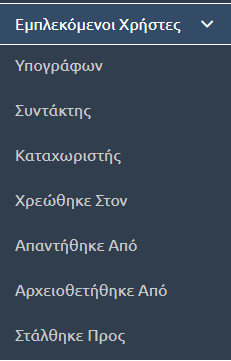 Εμπλεκόμενοι Χρήστες
Υπογράφων
Συντάκτης
Καταχωριστής
Χρεώθηκε Στον
Απαντήθηκε Από
Αρχειοθετήθηκε Από
Στάλθηκε Προς